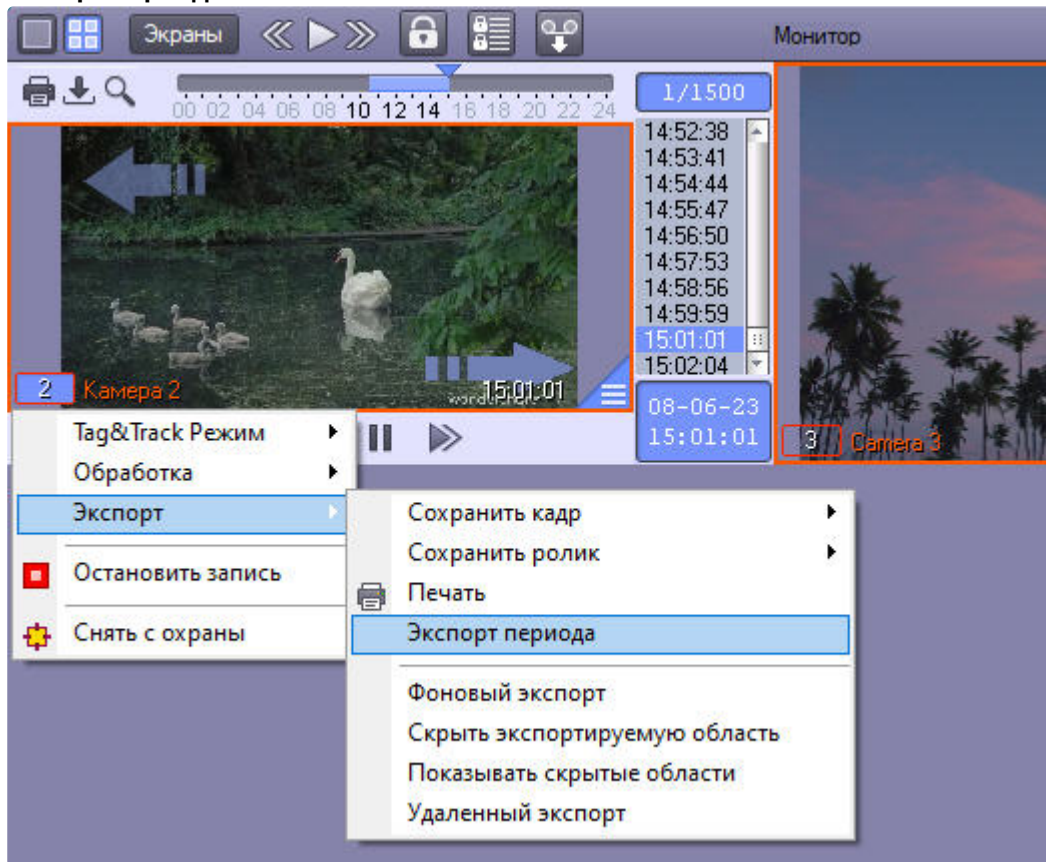 Экраны
Монитор
00 02 04 06 08 10 12 14 16 18 20 22 24
1/1500
14:52:38
14:53:41
14:54:44
14:55:47
14:56:50
14:57:53
14:58:56
14:59:59
15:01:01
15:02:04
2 Камера 2
15:01:01
08-06-23
15:01:01
3 Camera 3
Tag&Track Режим
Обработка
Экспорт
Остановить запись
Снять с охраны
Сохранить кадр
Сохранить ролик
Печать
Экспорт периода
Фоновый экспорт
Скрыть экспортируемую область
Показывать скрытые области
Удаленный экспорт